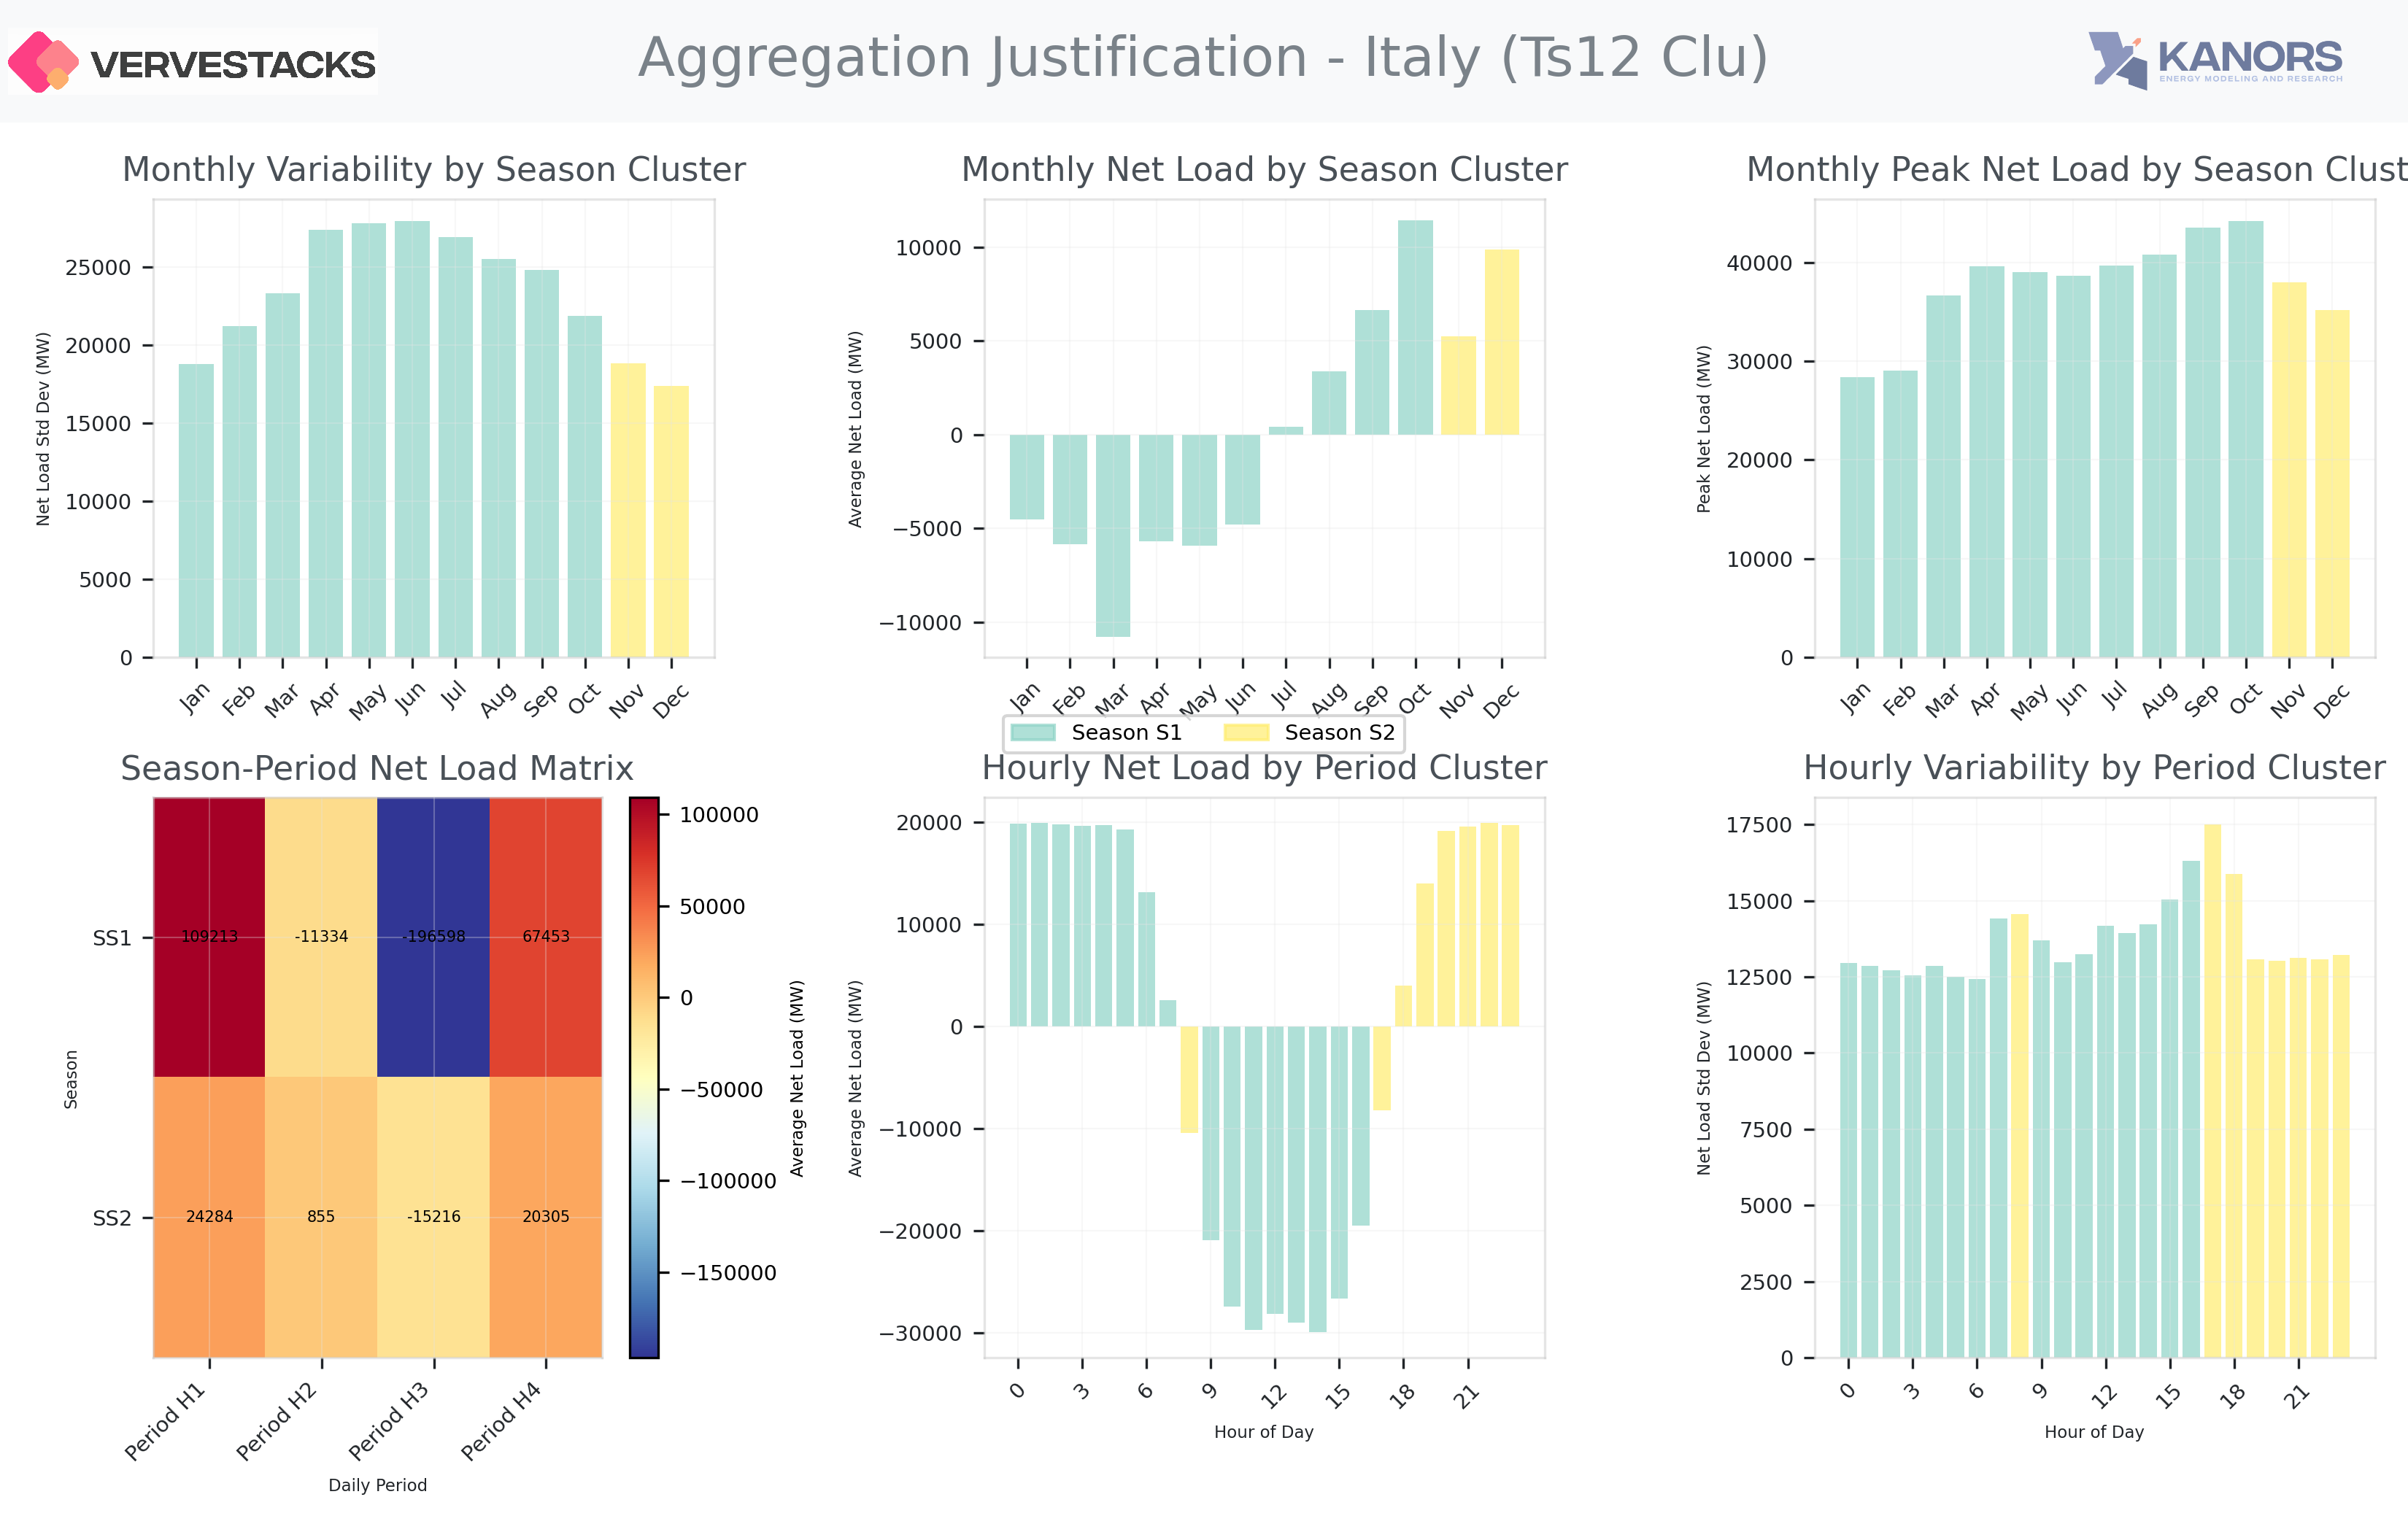 VERVESTACKS
Aggregation Justification - Italy (Ts12 Clu)
KANORS
ENERGY MODELING AND RESEARCH
Monthly Variability by Season Cluster
Net Load Std Dev (MW)
25000
20000
15000
10000
5000
0
Jan Feb Mar Apr May Jun Jul Aug Sep Oct Nov Dec
Monthly Net Load by Season Cluster
Average Net Load (MW)
10000
5000
0
−5000
−10000
Jan Feb Mar Apr May Jun Jul Aug Sep Oct Nov Dec
Monthly Peak Net Load by Season Clust
Peak Net Load (MW)
40000
30000
20000
10000
0
Jan Feb Mar Apr May Jun Jul Aug Sep Oct Nov Dec
Season S1 Season S2
Season-Period Net Load Matrix
Season
SS1 109213 -11334 -196598 67453
SS2 24284 855 -15216 20305
Period H1 Period H2 Period H3 Period H4
Daily Period
100000
50000
0
−50000
−100000
−150000
Average Net Load (MW)
Hourly Net Load by Period Cluster
Average Net Load (MW)
20000
10000
0
−10000
−20000
−30000
0 3 6 9 12 15 18 21
Hour of Day
Hourly Variability by Period Cluster
Net Load Std Dev (MW)
17500
15000
12500
10000
7500
5000
2500
0
0 3 6 9 12 15 18 21
Hour of Day